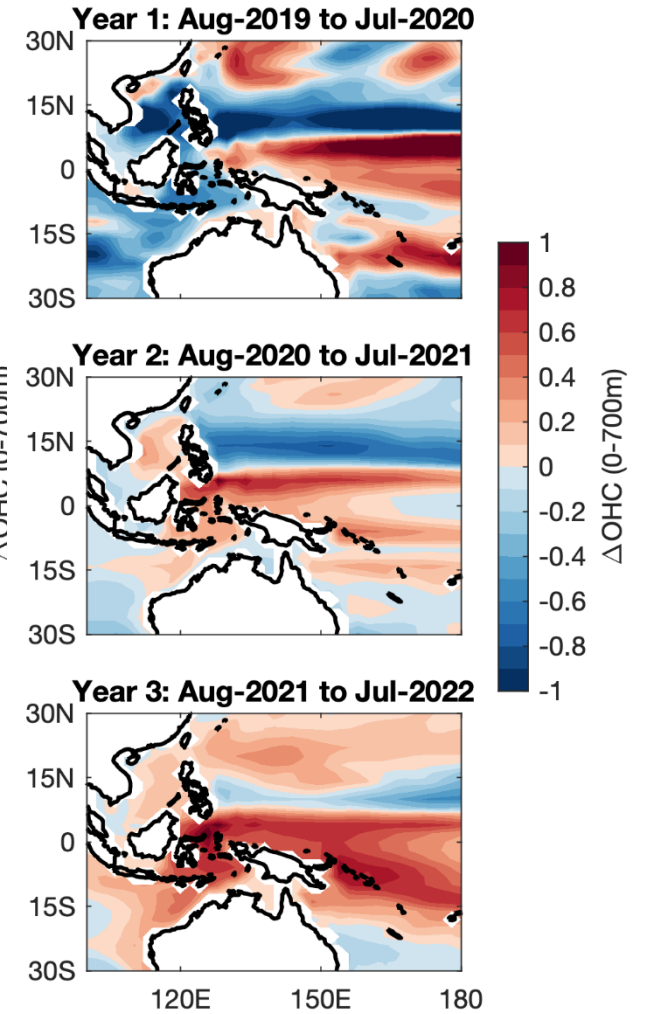 Year 1: Aug-2019 to Jul-2020
30N
15N
0
15S
30S
Year 2: Aug-2020 to Jul-2021
30N
15N
0
15S
30S
Year 3: Aug-2021 to Jul-2022
30N
15N
0
15S
30S
120E 150E 180
1
0.8
0.6
0.4
0.2
0
-0.2
-0.4
-0.6
-0.8
-1
ΔOHC (0-700m)